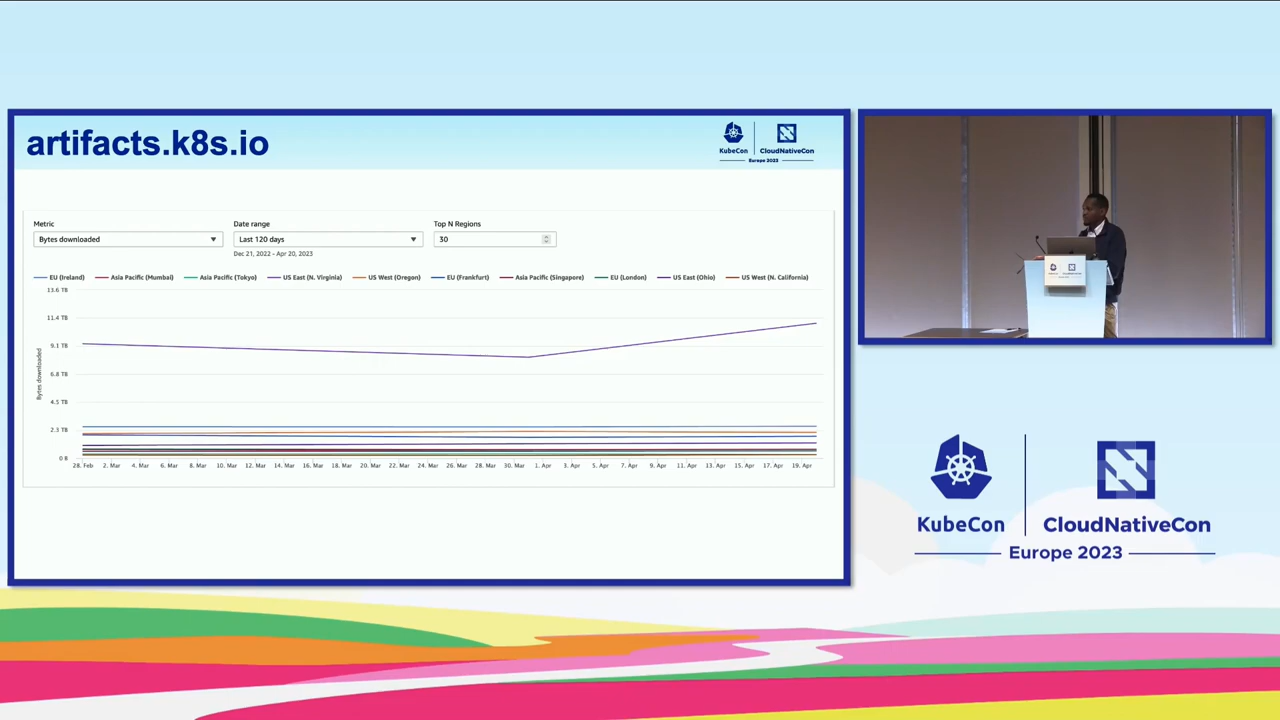 artifacts.k8s.io
KubeCon
CloudNativeCon
Europe 2023
Metric
Date range
Top N Regions
Bytes downloaded
Last 120 days
30
Dec 21, 2022 - Apr 20, 2023
EU (Ireland) Asia Pacific (Mumbai) Asia Pacific (Tokyo) US East (N. Virginia) US West (Oregon) EU (Frankfurt) Asia Pacific (Singapore) EU (London) US East (Ohio) US West (N. California)
13.6 TB
11.4 TB
9.1 TB
6.8 TB
4.5 TB
2.3 TB
0 B
Bytes downloaded
28. Feb 2. Mar 4. Mar 6. Mar 8. Mar 10. Mar 12. Mar 14. Mar 16. Mar 18. Mar 20. Mar 22. Mar 24. Mar 26. Mar 28. Mar 30. Mar 1. Apr 3. Apr 5. Apr 7. Apr 9. Apr 11. Apr 13. Apr 15. Apr 17. Apr 19. Apr
KubeCon
CloudNativeCon
Europe 2023